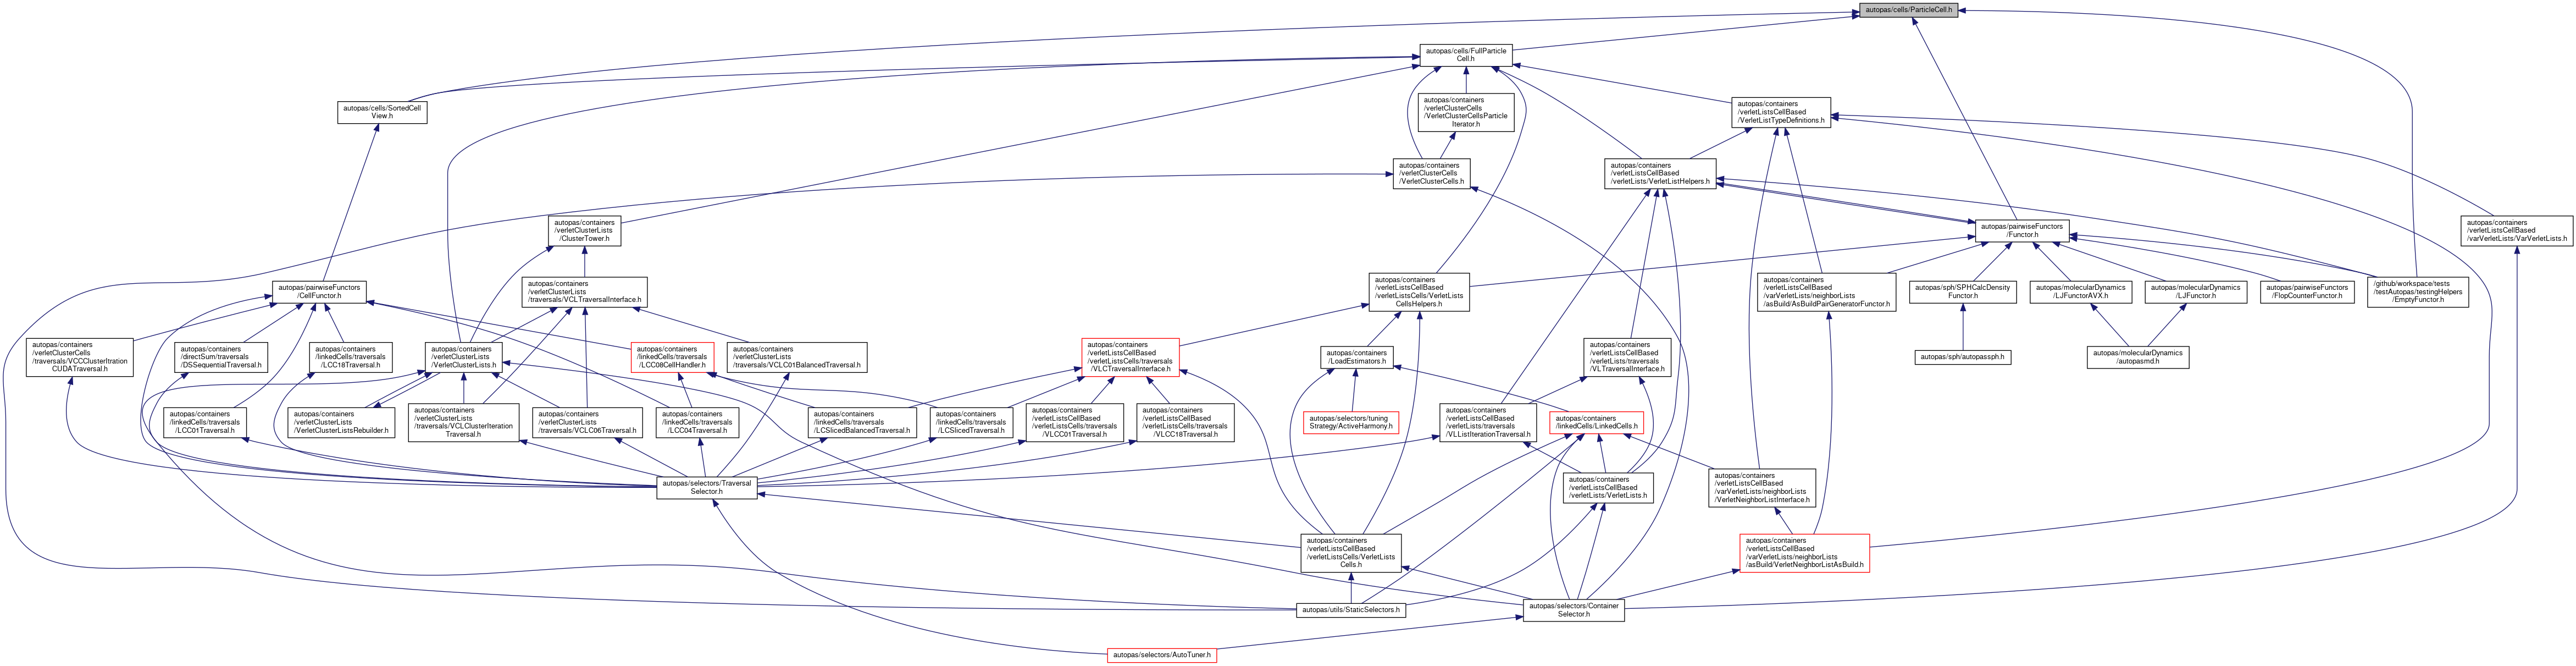 autopas/cells/ParticleCell.h
autopas/cells/FullParticle
Cell.h
autopas/cells/SortedCell
View.h
autopas/containers
/verletClusterCells
/VerletClusterCellsParticle
Iterator.h
autopas/containers
/verletListsCellBased
/VerletListTypeDefinitions.h
autopas/containers
/verletClusterCells
/VerletClusterCells.h
autopas/containers
/verletListsCellBased
/verletLists/VerletListHelpers.h
autopas/containers
/verletClusterLists
/ClusterTower.h
autopas/pairwiseFunctors
/Functor.h
autopas/containers
/verletListsCellBased
/varVerletLists/VarVerletLists.h
autopas/pairwiseFunctors
/CellFunctor.h
autopas/containers
/verletClusterLists
/traversals/VCLTraversalInterface.h
autopas/containers
/verletListsCellBased
/verletListsCells/VerletLists
CellsHelpers.h
autopas/containers
/verletListsCellBased
/varVerletLists/neighborLists
/asBuild/AsBuildPairGeneratorFunctor.h
autopas/sph/SPHCalcDensity
Functor.h
autopas/molecularDynamics
/LJFunctorAVX.h
autopas/molecularDynamics
/LJFunctor.h
autopas/pairwiseFunctors
/FlopCounterFunctor.h
/github/workspace/tests
/testAutopas/testingHelpers
/EmptyFunctor.h
autopas/containers
/verletClusterCells
/traversals/VCCClusterItration
CUDATraversal.h
autopas/containers
/directSum/traversals
/DSSequentialTraversal.h
autopas/containers
/linkedCells/traversals
/LCC18Traversal.h
autopas/containers
/verletClusterLists
/VerletClusterLists.h
autopas/containers
/linkedCells/traversals
/LCC08CellHandler.h
autopas/containers
/verletClusterLists
/traversals/VCLC01BalancedTraversal.h
autopas/containers
/verletListsCellBased
/verletListsCells/traversals
/VLCTraversalInterface.h
autopas/containers
/LoadEstimators.h
autopas/containers
/verletListsCellBased
/verletLists/traversals
/VLTraversalInterface.h
autopas/sph/autopassph.h
autopas/molecularDynamics
/autopasmd.h
autopas/containers
/linkedCells/traversals
/LCC01Traversal.h
autopas/containers
/verletClusterLists
/VerletClusterListsRebuilder.h
autopas/containers
/verletClusterLists
/traversals/VCLClusterIteration
Traversal.h
autopas/containers
/verletClusterLists
/traversals/VCLC06Traversal.h
autopas/containers
/linkedCells/traversals
/LCC04Traversal.h
autopas/containers
/linkedCells/traversals
/LCSlicedBalancedTraversal.h
autopas/containers
/linkedCells/traversals
/LCSlicedTraversal.h
autopas/containers
/verletListsCellBased
/verletListsCells/traversals
/VLCC01Traversal.h
autopas/containers
/verletListsCellBased
/verletListsCells/traversals
/VLCC18Traversal.h
autopas/selectors/tuning
Strategy/ActiveHarmony.h
autopas/containers
/verletListsCellBased
/verletLists/traversals
/VLListIterationTraversal.h
autopas/containers
/linkedCells/LinkedCells.h
autopas/selectors/Traversal
Selector.h
autopas/containers
/verletListsCellBased
/verletLists/VerletLists.h
autopas/containers
/verletListsCellBased
/varVerletLists/neighborLists
/VerletNeighborListInterface.h
autopas/containers
/verletListsCellBased
/verletListsCells/VerletLists
Cells.h
autopas/containers
/verletListsCellBased
/varVerletLists/neighborLists
/asBuild/VerletNeighborListAsBuild.h
autopas/utils/StaticSelectors.h
autopas/selectors/Container
Selector.h
autopas/selectors/AutoTuner.h